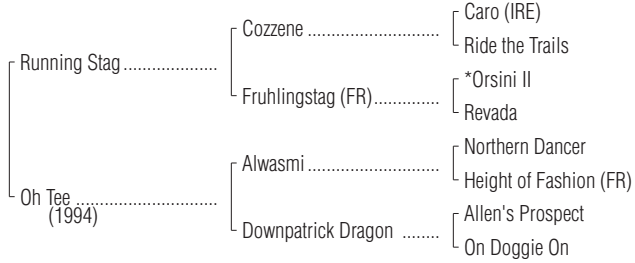 Caro (IRE)
Cozzene ............................
Ride the Trails
Running Stag ....................
*Orsini II
Fruhlingstag (FR)..............
Revada
Northern Dancer
Alwasmi ............................
Height of Fashion (FR)
Oh Tee ..............................
(1994)
Allen's Prospect
Downpatrick Dragon ........
On Doggie On